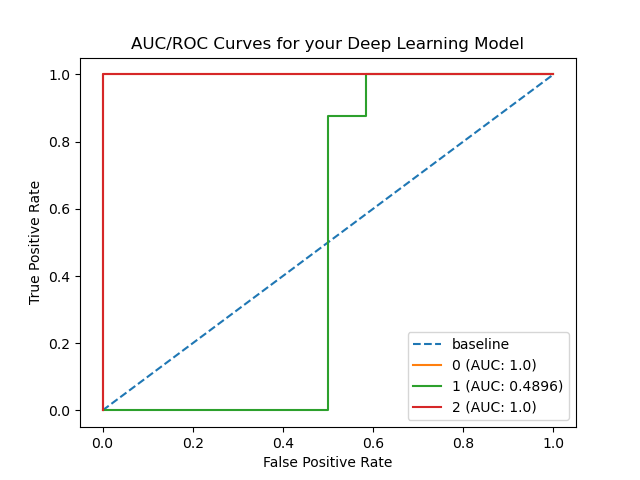 AUC/ROC Curves for your Deep Learning Model
True Positive Rate
1.0
0.8
0.6
0.4
0.2
0.0
baseline
0 (AUC: 1.0)
1 (AUC: 0.4896)
2 (AUC: 1.0)
0.0 0.2 0.4 0.6 0.8 1.0
False Positive Rate